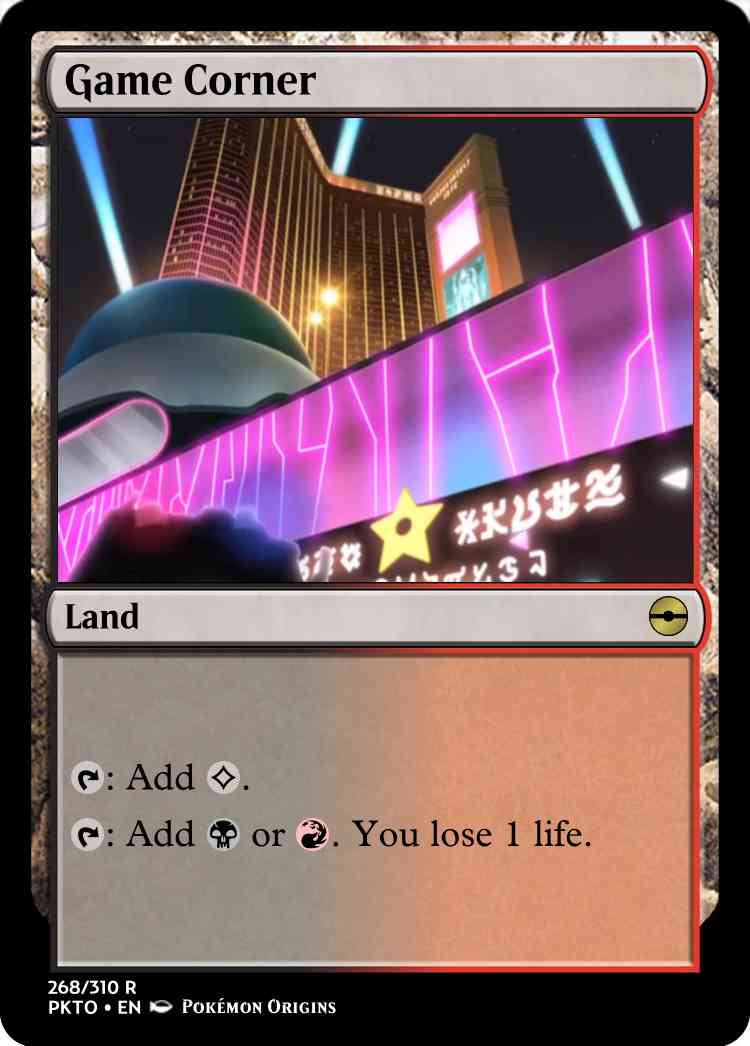 Game Corner
Land
: Add .
: Add or . You lose 1 life.
268/310 R
PKTO • EN Pokémon Origins